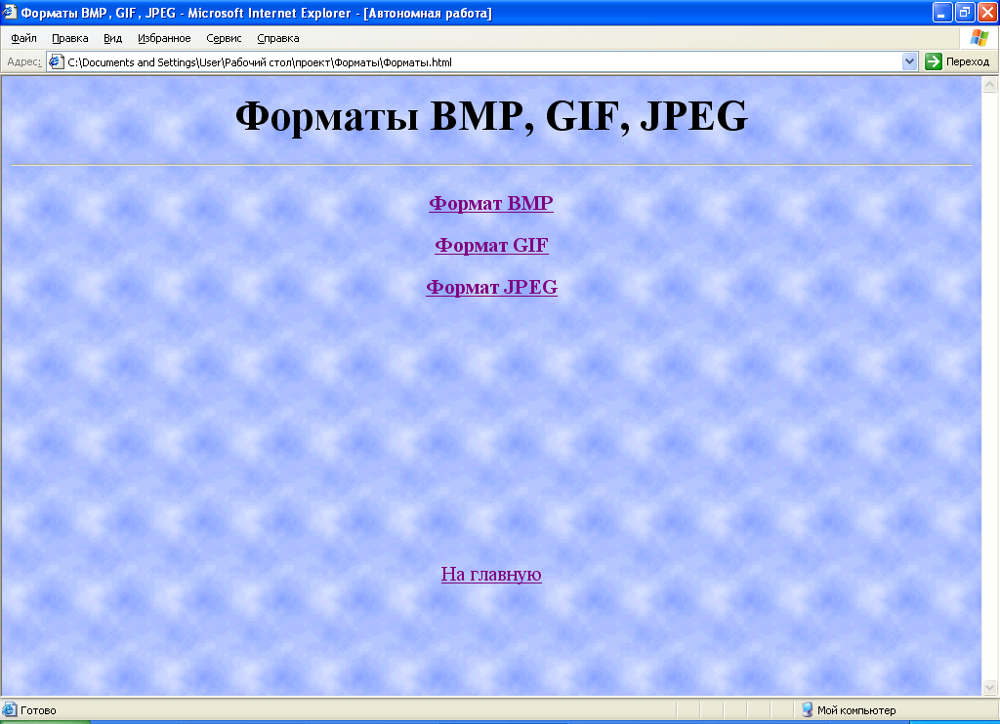 Форматы BMP, GIF, JPEG - Microsoft Internet Explorer - [Автономная работа]
Файл Правка Вид Избранное Сервис Справка
Адрес: C:\Documents and Settings\User\Рабочий стол\проект\Форматы\Форматы.html Переход
Форматы BMP, GIF, JPEG
Формат BMP
Формат GIF
Формат JPEG
На главную
Готово Мой компьютер